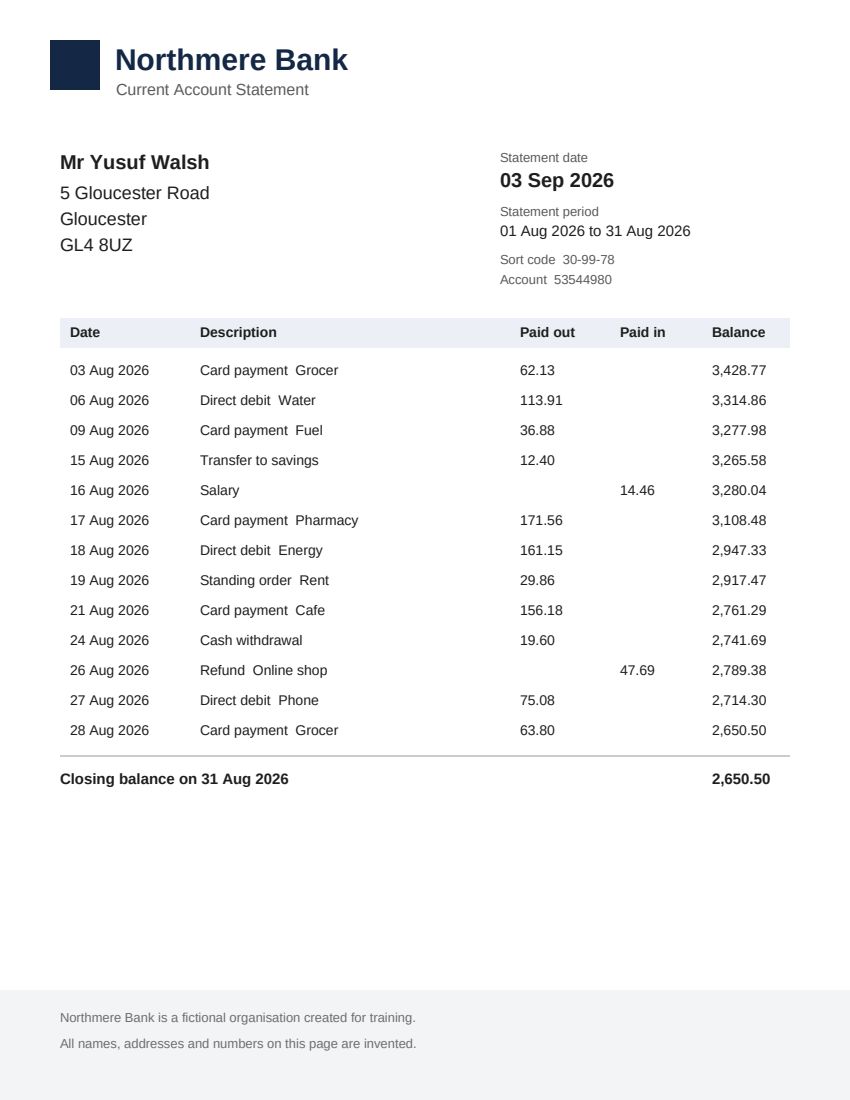 Northmere Bank
Current Account Statement
Mr Yusuf Walsh
5 Gloucester Road
Gloucester
GL4 8UZ
Statement date
03 Sep 2026
Statement period
01 Aug 2026 to 31 Aug 2026
Sort code  30-99-78
Account  53544980
Date Description Paid out Paid in Balance
03 Aug 2026 Card payment  Grocer 62.13 3,428.77
06 Aug 2026 Direct debit  Water 113.91 3,314.86
09 Aug 2026 Card payment  Fuel 36.88 3,277.98
15 Aug 2026 Transfer to savings 12.40 3,265.58
16 Aug 2026 Salary 14.46 3,280.04
17 Aug 2026 Card payment  Pharmacy 171.56 3,108.48
18 Aug 2026 Direct debit  Energy 161.15 2,947.33
19 Aug 2026 Standing order  Rent 29.86 2,917.47
21 Aug 2026 Card payment  Cafe 156.18 2,761.29
24 Aug 2026 Cash withdrawal 19.60 2,741.69
26 Aug 2026 Refund  Online shop 47.69 2,789.38
27 Aug 2026 Direct debit  Phone 75.08 2,714.30
28 Aug 2026 Card payment  Grocer 63.80 2,650.50
Closing balance on 31 Aug 2026 2,650.50
Northmere Bank is a fictional organisation created for training.
All names, addresses and numbers on this page are invented.